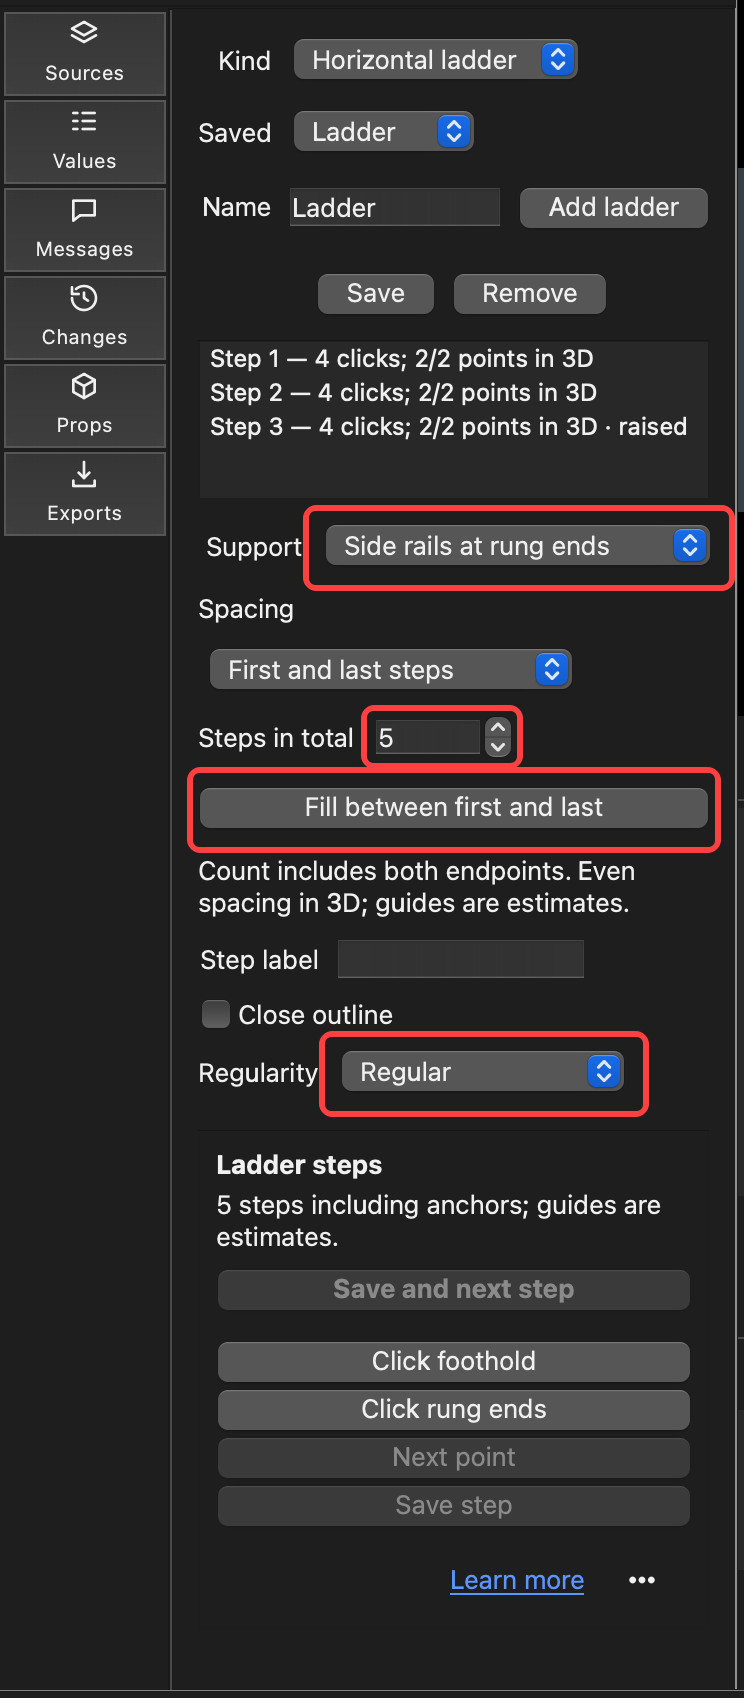 Sources
Values
Messages
Changes
Props
Exports
Kind Horizontal ladder
Saved Ladder
Name Ladder Add ladder
Save Remove
Step 1 — 4 clicks; 2/2 points in 3D
Step 2 — 4 clicks; 2/2 points in 3D
Step 3 — 4 clicks; 2/2 points in 3D · raised
Support Side rails at rung ends
Spacing
First and last steps
Steps in total 5
Fill between first and last
Count includes both endpoints. Even
spacing in 3D; guides are estimates.
Step label
Close outline
Regularity Regular
Ladder steps
5 steps including anchors; guides are
estimates.
Save and next step
Click foothold
Click rung ends
Next point
Save step
Learn more